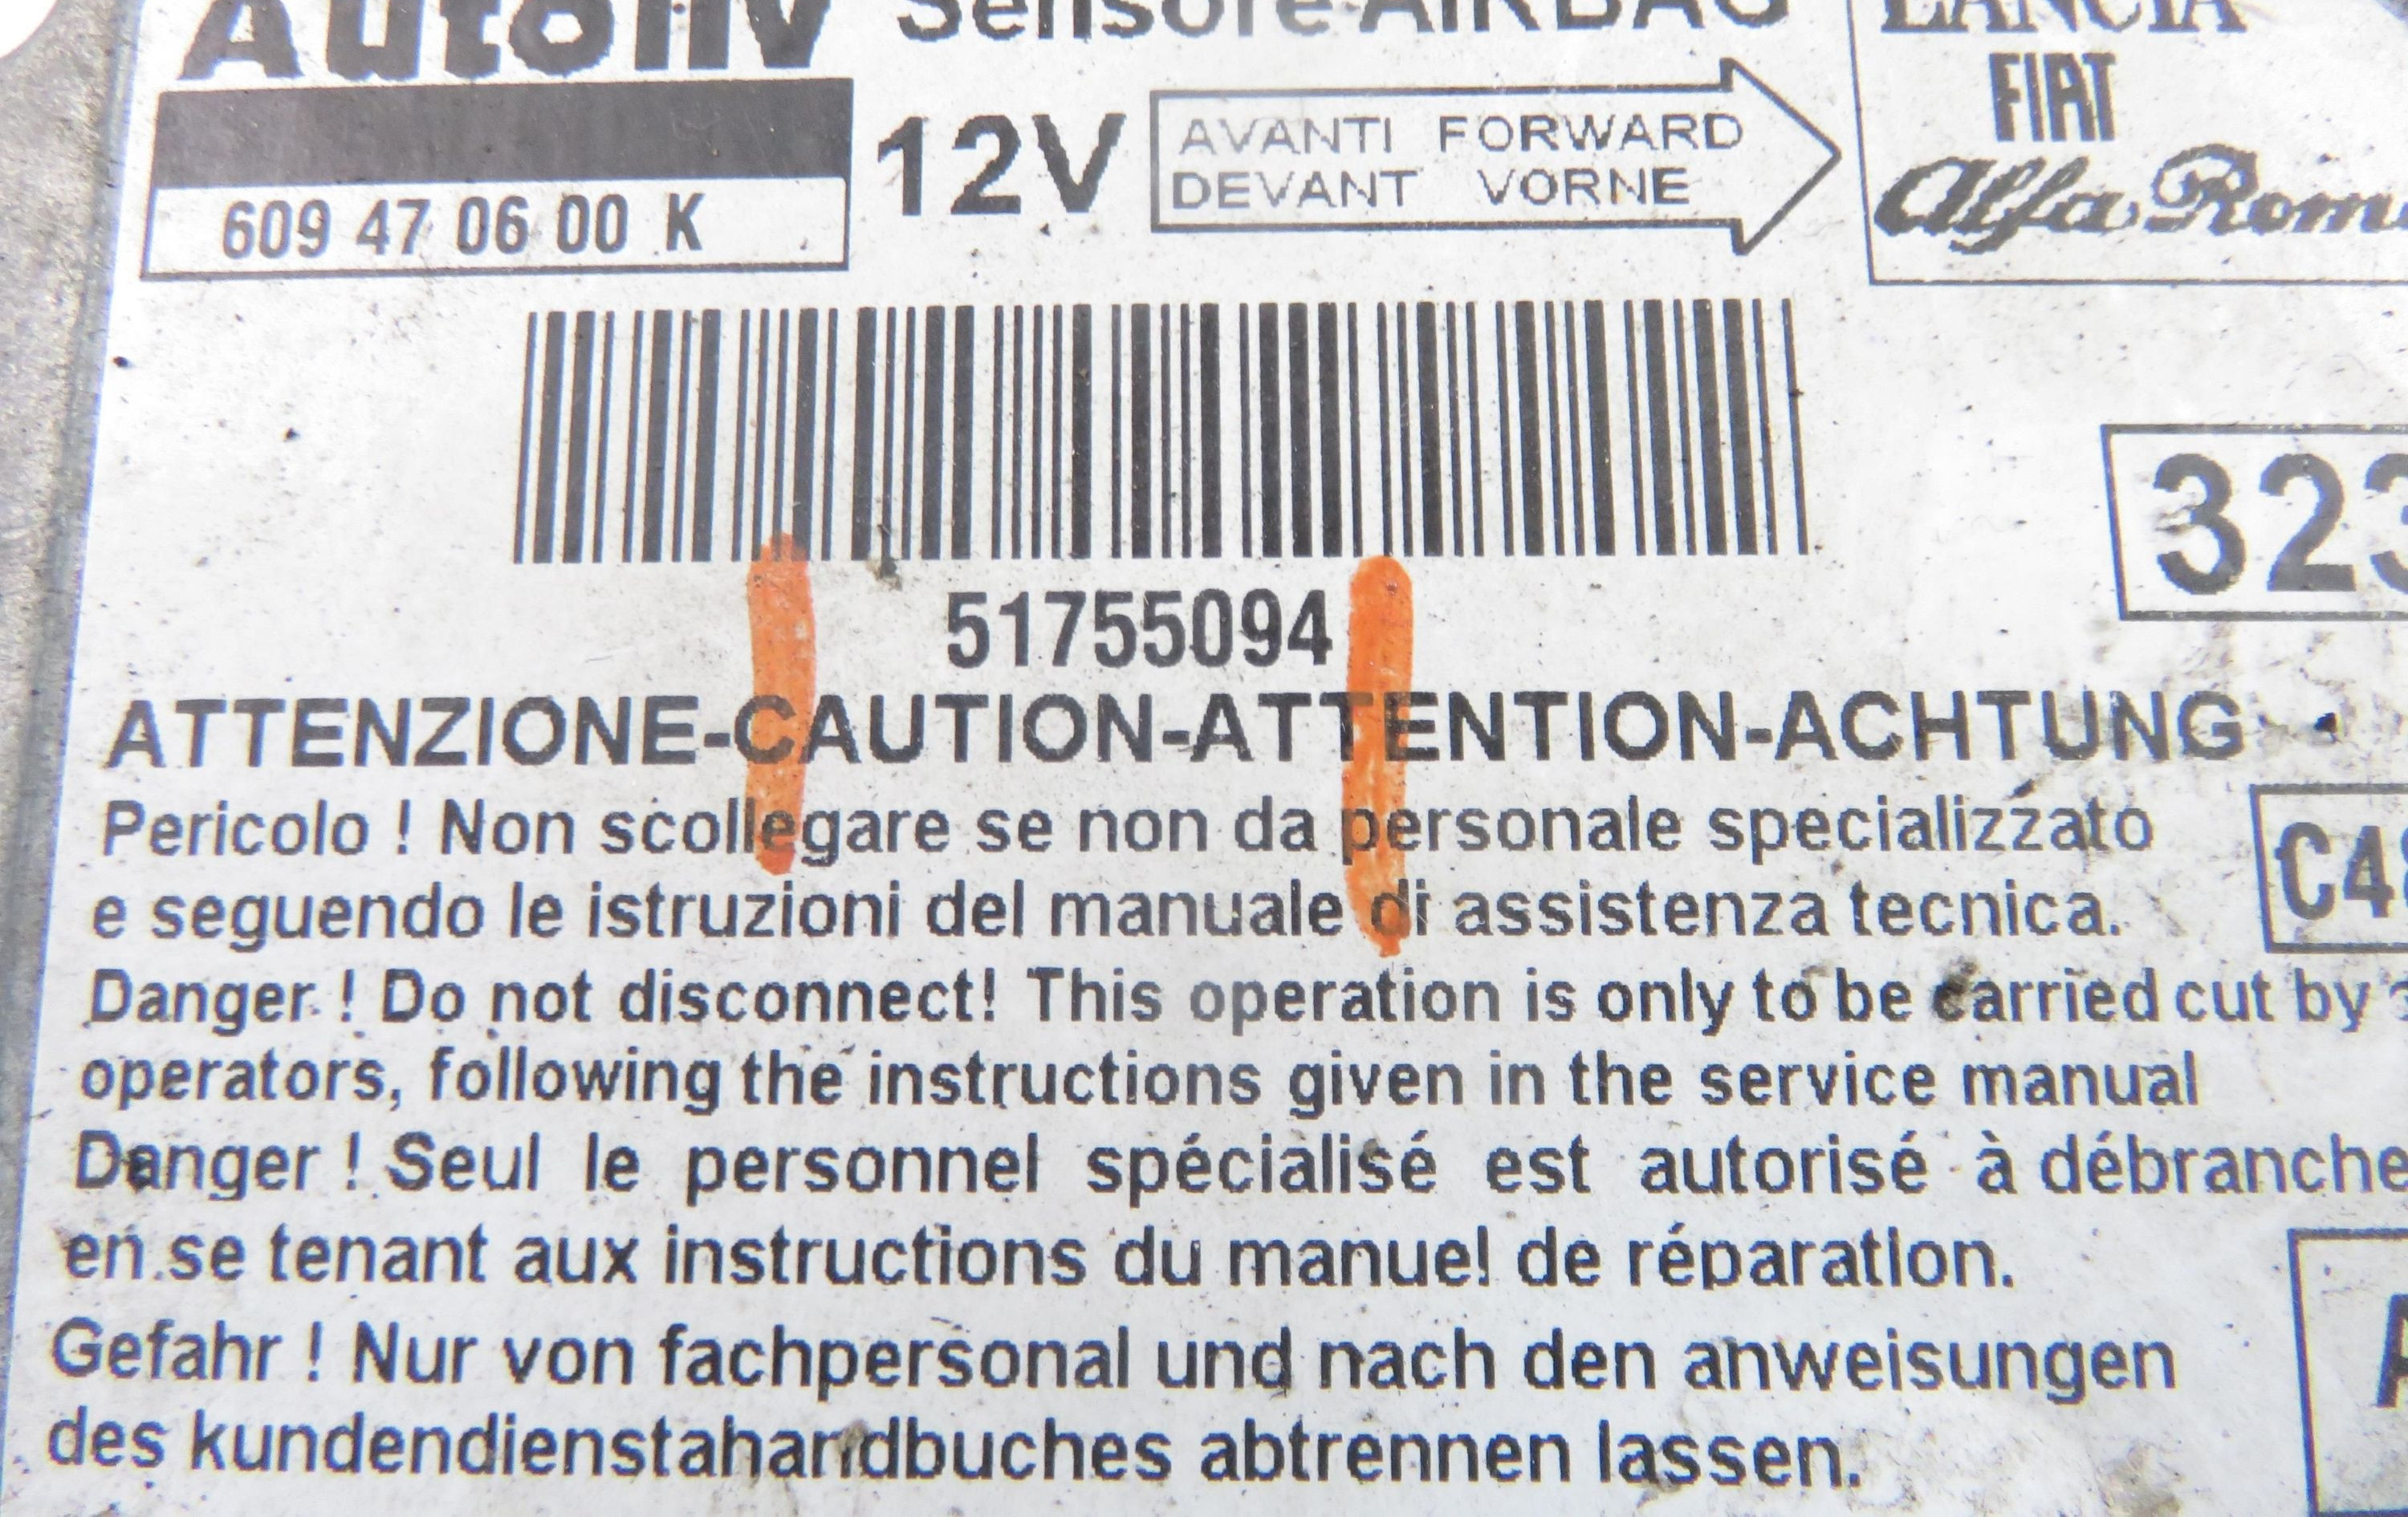 Autoliv Sensore AIRBAG
LANCIA
FIAT
Alfa Rom
12V
AVANTI FORWARD
DEVANT VORNE
609 47 06 00 K
51755094
323
ATTENZIONE-CAUTION-ATTENTION-ACHTUNG
Pericolo ! Non scollegare se non da personale specializzato
e seguendo le istruzioni del manuale di assistenza tecnica.
C4
Danger ! Do not disconnect! This operation is only to be carried cut by
operators, following the instructions given in the service manual
Danger ! Seul le personnel spécialisé est autorisé à débranche
en se tenant aux instructions du manuel de réparation.
Gefahr ! Nur von fachpersonal und nach den anweisungen
des kundendienstahandbuches abtrennen lassen.